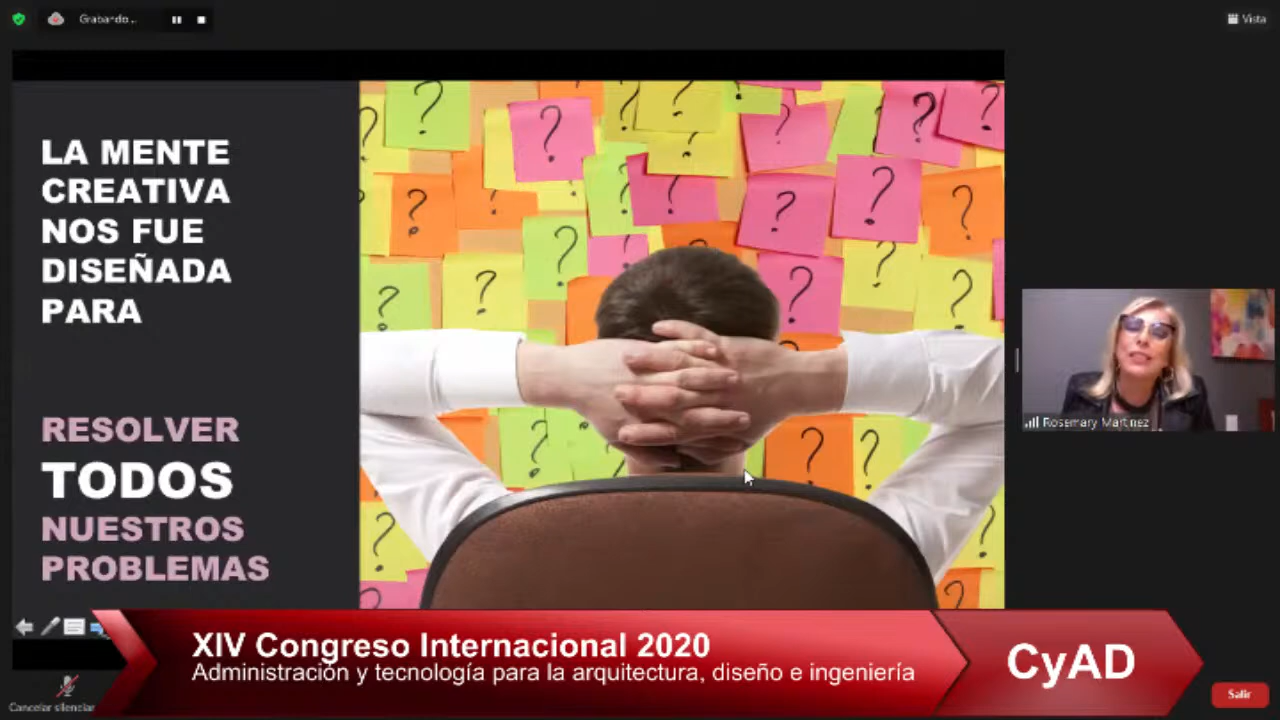 Grabando...
Vista
LA MENTE
CREATIVA
NOS FUE
DISEÑADA
PARA
RESOLVER
TODOS
NUESTROS
PROBLEMAS
Rosemary Martinez
XIV Congreso Internacional 2020
Administración y tecnología para la arquitectura, diseño e ingeniería
CyAD
Cancelar silenciar
Salir